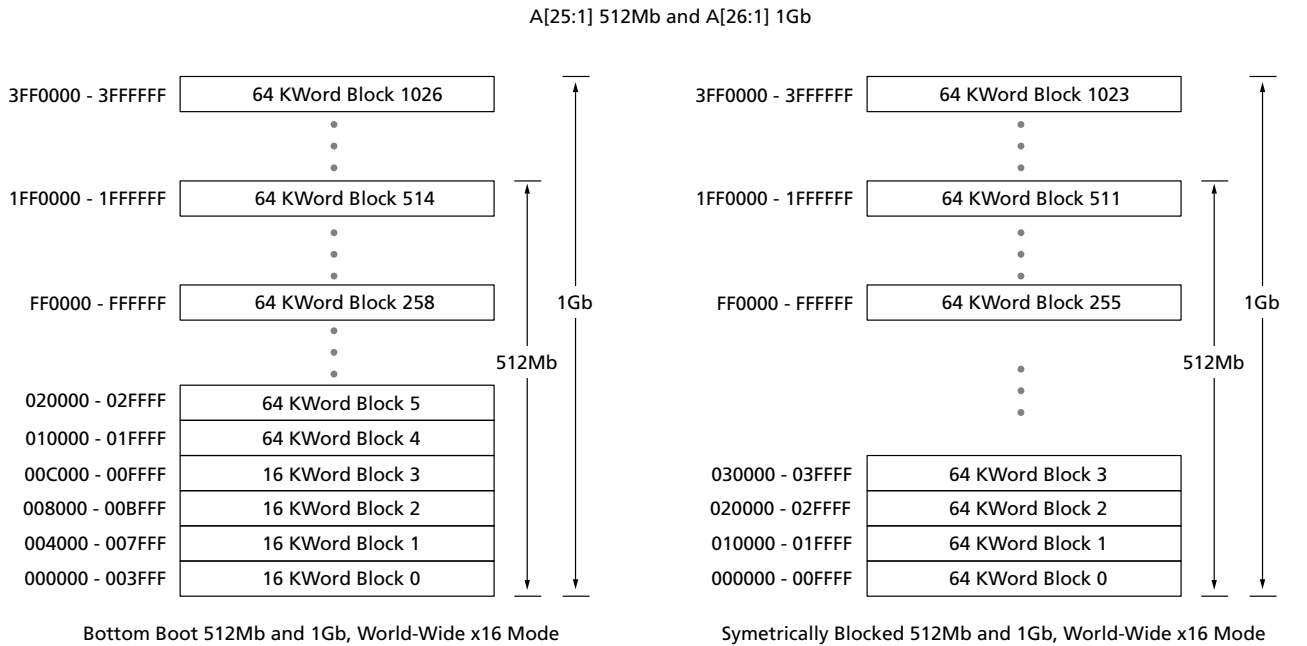 A[25:1] 512Mb and A[26:1] 1Gb
3FF0000 - 3FFFFFF
64 KWord Block 1026
1FF0000 - 1FFFFFF
64 KWord Block 514
FF0000 - FFFFFF
64 KWord Block 258
1Gb
512Mb
020000 - 02FFFF
64 KWord Block 5
010000 - 01FFFF
64 KWord Block 4
00C000 - 00FFFF
16 KWord Block 3
008000 - 00BFFF
16 KWord Block 2
004000 - 007FFF
16 KWord Block 1
000000 - 003FFF
16 KWord Block 0
Bottom Boot 512Mb and 1Gb, World-Wide x16 Mode
3FF0000 - 3FFFFFF
64 KWord Block 1023
1FF0000 - 1FFFFFF
64 KWord Block 511
FF0000 - FFFFFF
64 KWord Block 255
1Gb
512Mb
030000 - 03FFFF
64 KWord Block 3
020000 - 02FFFF
64 KWord Block 2
010000 - 01FFFF
64 KWord Block 1
000000 - 00FFFF
64 KWord Block 0
Symetrically Blocked 512Mb and 1Gb, World-Wide x16 Mode